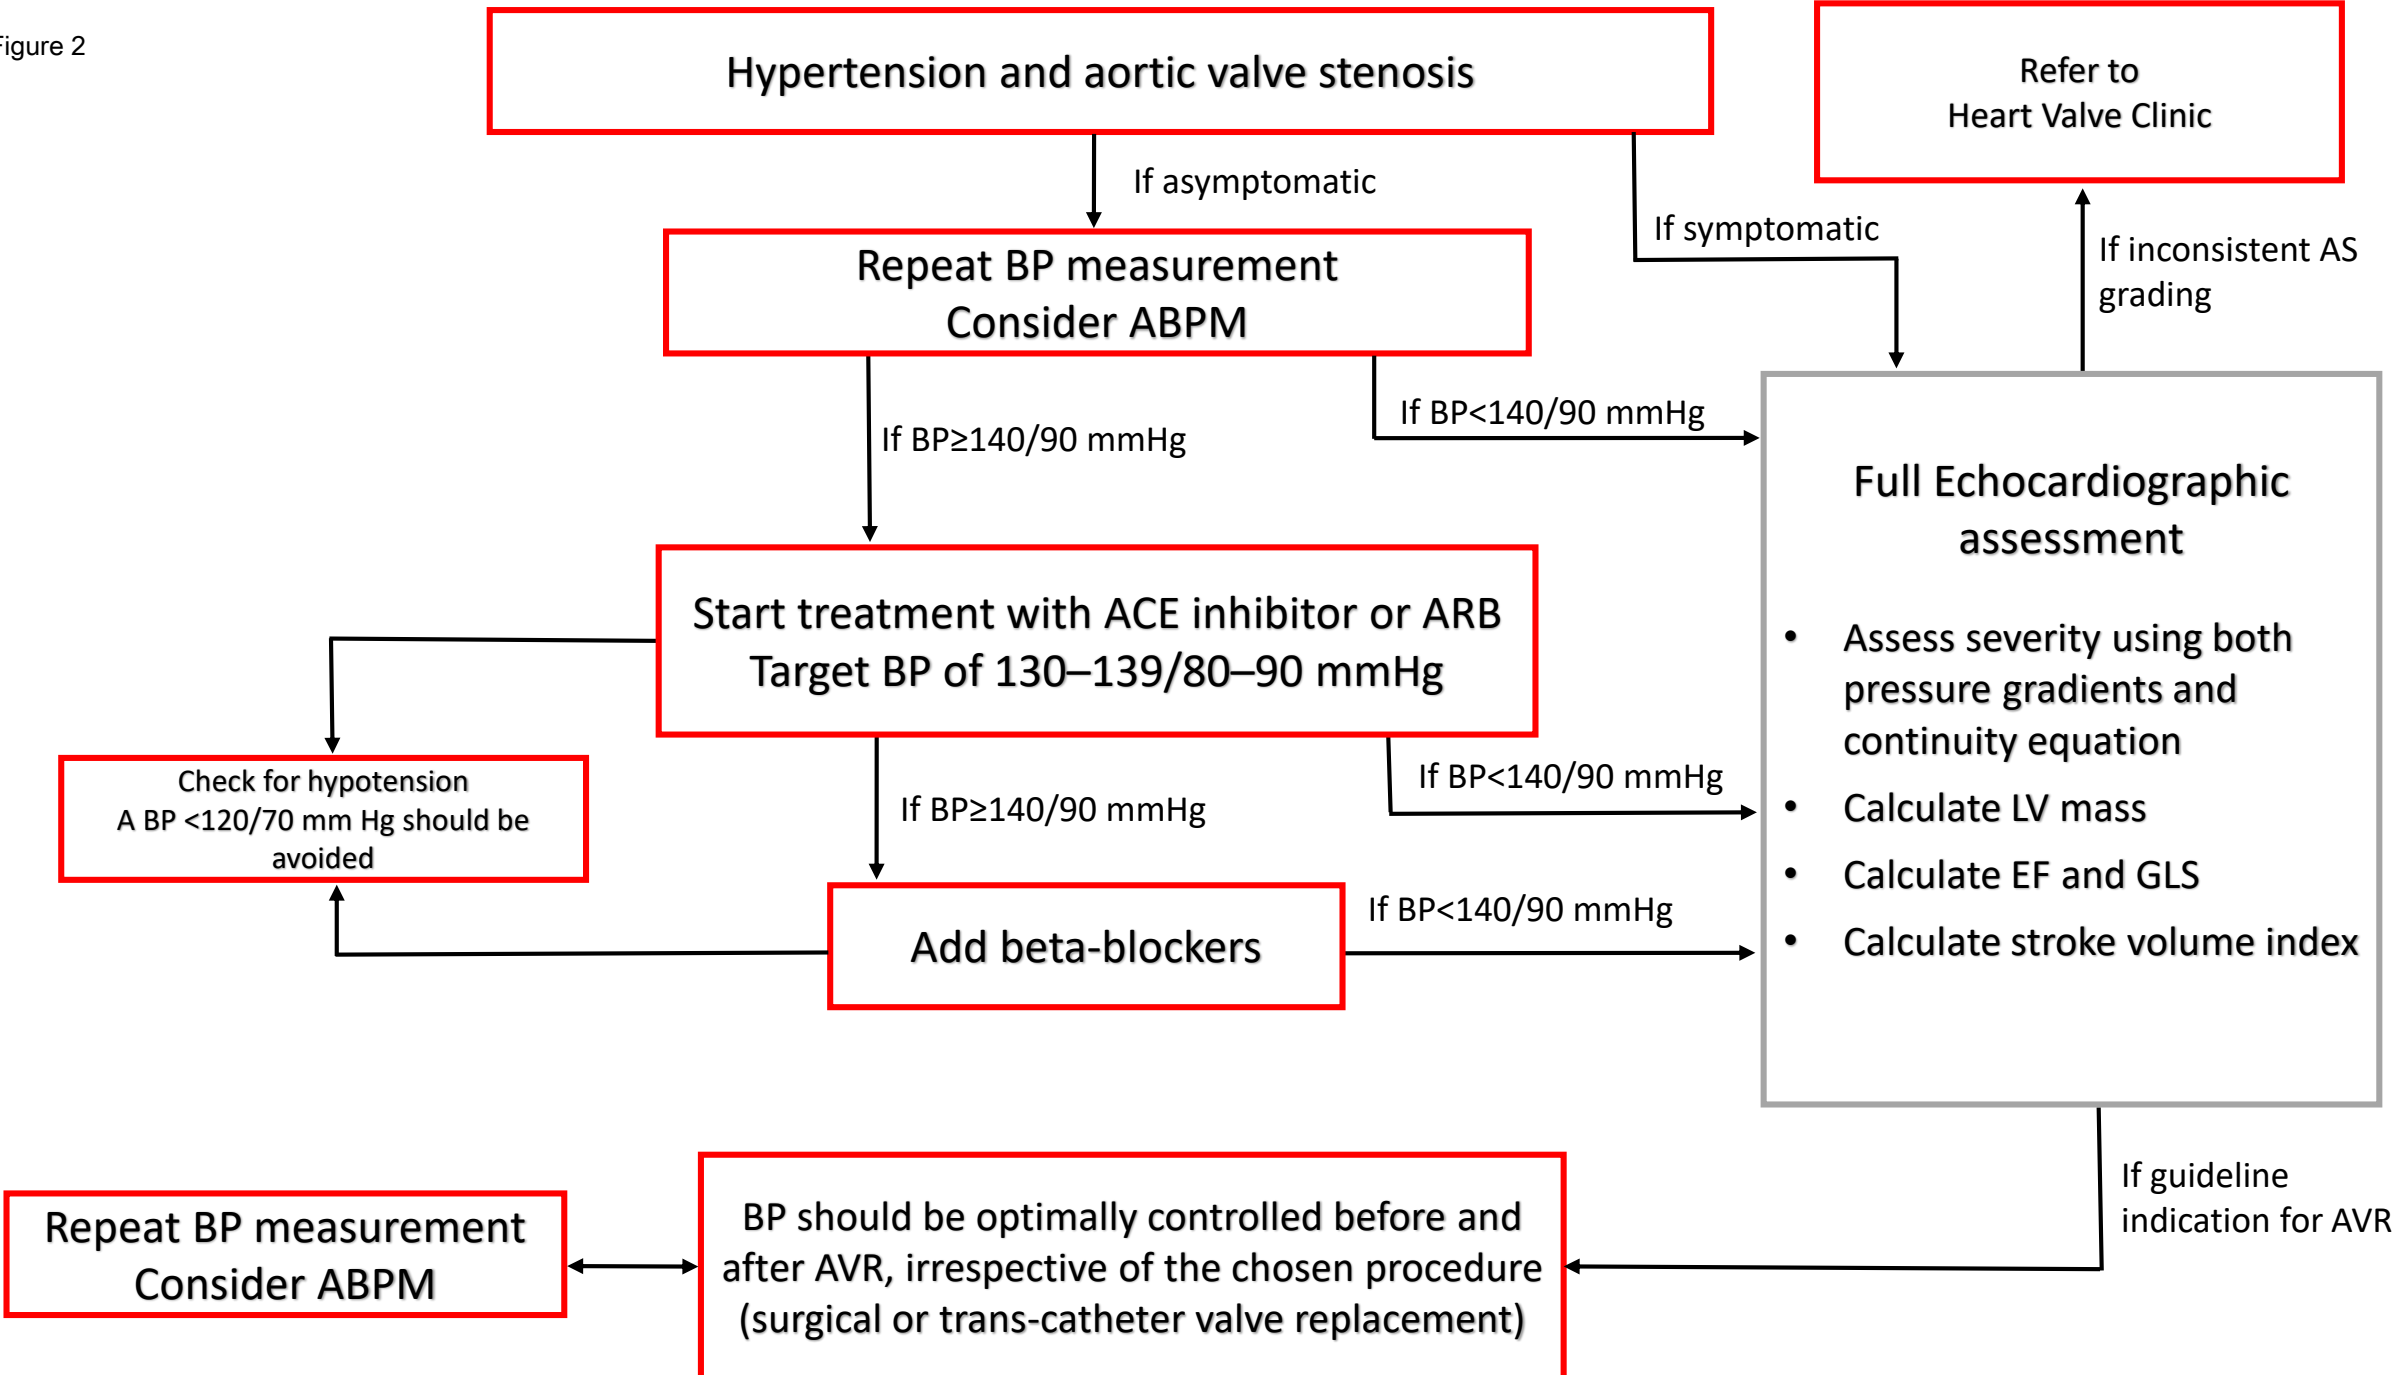 Figure 2
Hypertension and aortic valve stenosis
Refer to
Heart Valve Clinic
If asymptomatic
If symptomatic
If inconsistent AS
grading
Repeat BP measurement
Consider ABPM
If BP≥140/90 mmHg
If BP<140/90 mmHg
Full Echocardiographic
assessment
• Assess severity using both
pressure gradients and
continuity equation
• Calculate LV mass
• Calculate EF and GLS
• Calculate stroke volume index
Start treatment with ACE inhibitor or ARB
Target BP of 130–139/80–90 mmHg
Check for hypotension
A BP <120/70 mm Hg should be
avoided
If BP≥140/90 mmHg
If BP<140/90 mmHg
Add beta-blockers
If BP<140/90 mmHg
If guideline
indication for AVR
BP should be optimally controlled before and
after AVR, irrespective of the chosen procedure
(surgical or trans-catheter valve replacement)
Repeat BP measurement
Consider ABPM